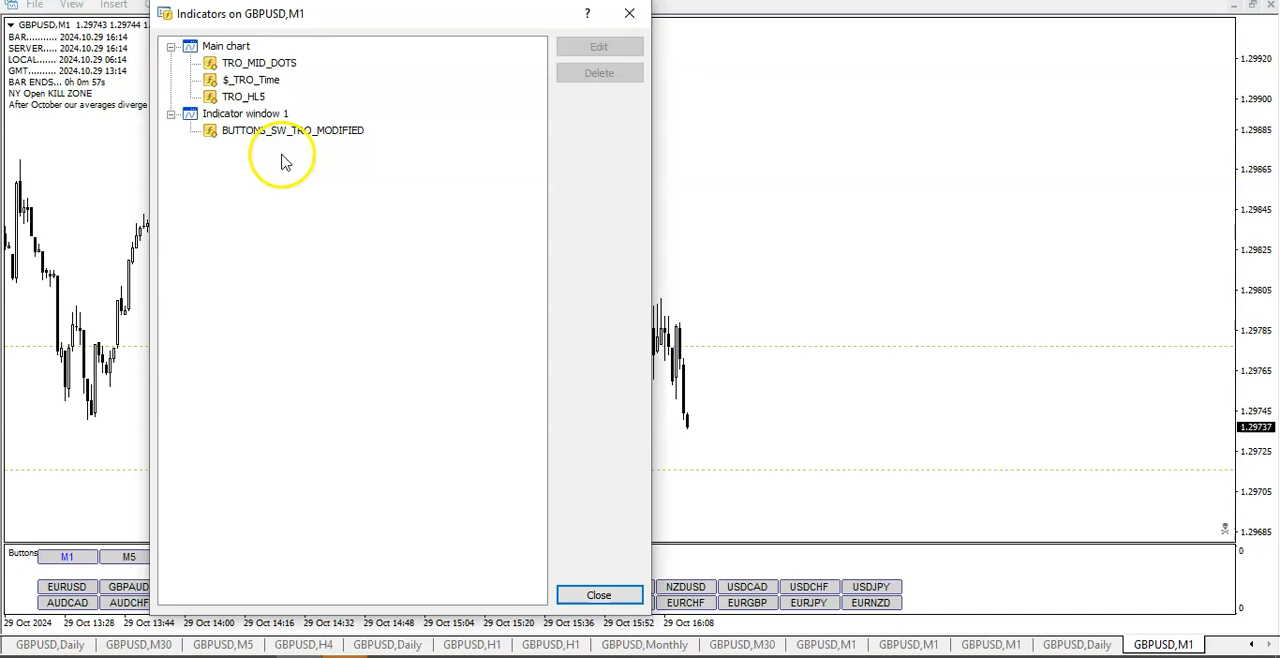 File View Insert
Indicators on GBPUSD,M1
?
GBPUSD,M1 1.29743 1.29744
BAR........... 2024.10.29 16:14
SERVER..... 2024.10.29 16:14
LOCAL....... 2024.10.29 06:14
GMT.......... 2024.10.29 13:14
BAR ENDS... 0h 0m 57s
NY Open KILL ZONE
After October our averages diverge
Main chart
TRO_MID_DOTS
$_TRO_Time
TRO_HL5
Indicator window 1
BUTTONS_SW_TRO_MODIFIED
Edit
Delete
Close
1.29920
1.29900
1.29885
1.29865
1.29845
1.29825
1.29805
1.29785
1.29765
1.29745
1.29737
1.29725
1.29705
1.29685
0
0
Buttons M1 M5
EURUSD GBPAUD NZDUSD USDCAD USDCHF USDJPY
AUDCAD AUDCHF EURCHF EURGBP EURJPY EURNZD
29 Oct 2024 29 Oct 13:28 29 Oct 13:44 29 Oct 14:00 29 Oct 14:16 29 Oct 14:32 29 Oct 14:48 29 Oct 15:04 29 Oct 15:20 29 Oct 15:36 29 Oct 15:52 29 Oct 16:08
GBPUSD,Daily GBPUSD,M30 GBPUSD,M5 GBPUSD,H4 GBPUSD,Daily GBPUSD,H1 GBPUSD,H1 GBPUSD,Monthly GBPUSD,M30 GBPUSD,M1 GBPUSD,M1 GBPUSD,M1 GBPUSD,Daily GBPUSD,M1